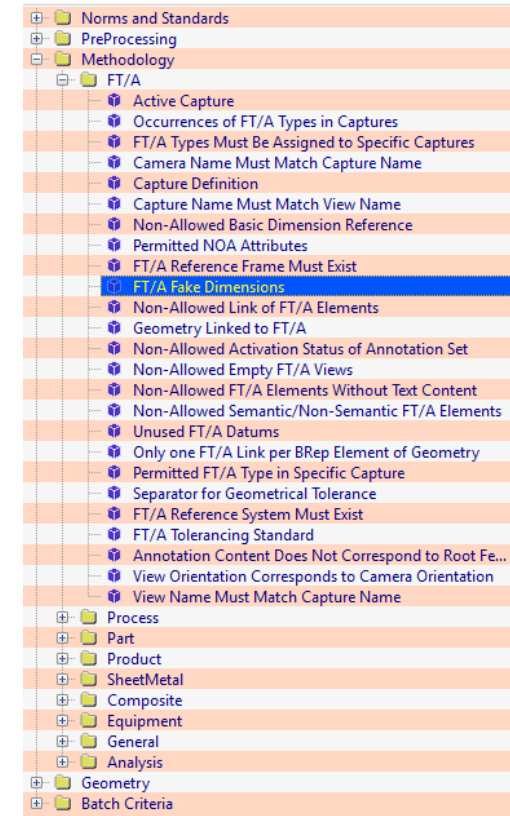 Norms and Standards
PreProcessing
Methodology
FT/A
Active Capture
Occurrences of FT/A Types in Captures
FT/A Types Must Be Assigned to Specific Captures
Camera Name Must Match Capture Name
Capture Definition
Capture Name Must Match View Name
Non-Allowed Basic Dimension Reference
Permitted NOA Attributes
FT/A Reference Frame Must Exist
FT/A Fake Dimensions
Non-Allowed Link of FT/A Elements
Geometry Linked to FT/A
Non-Allowed Activation Status of Annotation Set
Non-Allowed Empty FT/A Views
Non-Allowed FT/A Elements Without Text Content
Non-Allowed Semantic/Non-Semantic FT/A Elements
Unused FT/A Datums
Only one FT/A Link per BRep Element of Geometry
Permitted FT/A Type in Specific Capture
Separator for Geometrical Tolerance
FT/A Reference System Must Exist
FT/A Tolerancing Standard
Annotation Content Does Not Correspond to Root Fe...
View Orientation Corresponds to Camera Orientation
View Name Must Match Capture Name
Process
Part
Product
SheetMetal
Composite
Equipment
General
Analysis
Geometry
Batch Criteria